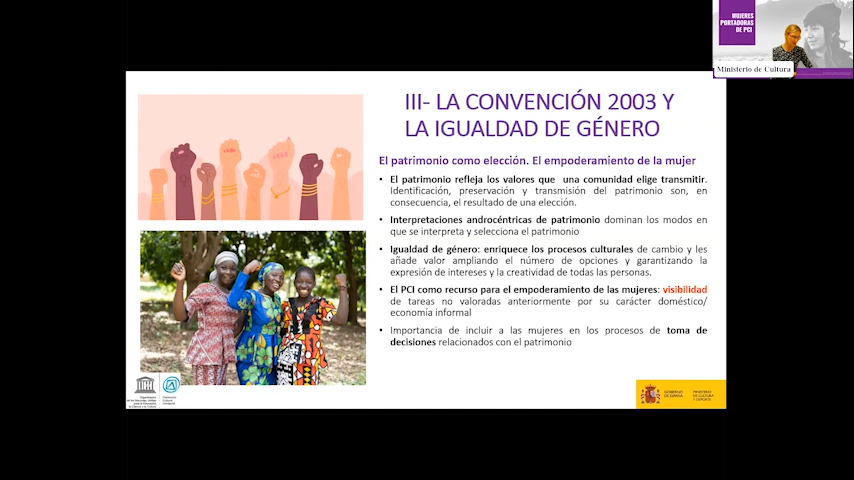 MUJERES
PORTADORAS
DE PCI
Ministerio de Cultura
III- LA CONVENCIÓN 2003 Y
LA IGUALDAD DE GÉNERO
El patrimonio como elección. El empoderamiento de la mujer
• El patrimonio refleja los valores que una comunidad elige transmitir.
Identificación, preservación y transmisión del patrimonio son, en
consecuencia, el resultado de una elección.
• Interpretaciones androcéntricas de patrimonio dominan los modos en
que se interpreta y selecciona el patrimonio
• Igualdad de género: enriquece los procesos culturales de cambio y les
añade valor ampliando el número de opciones y garantizando la
expresión de intereses y la creatividad de todas las personas.
• El PCI como recurso para el empoderamiento de las mujeres: visibilidad
de tareas no valoradas anteriormente por su carácter doméstico/
economía informal
• Importancia de incluir a las mujeres en los procesos de toma de
decisiones relacionados con el patrimonio
GOBIERNO
DE ESPAÑA
MINISTERIO
DE CULTURA
Y DEPORTE